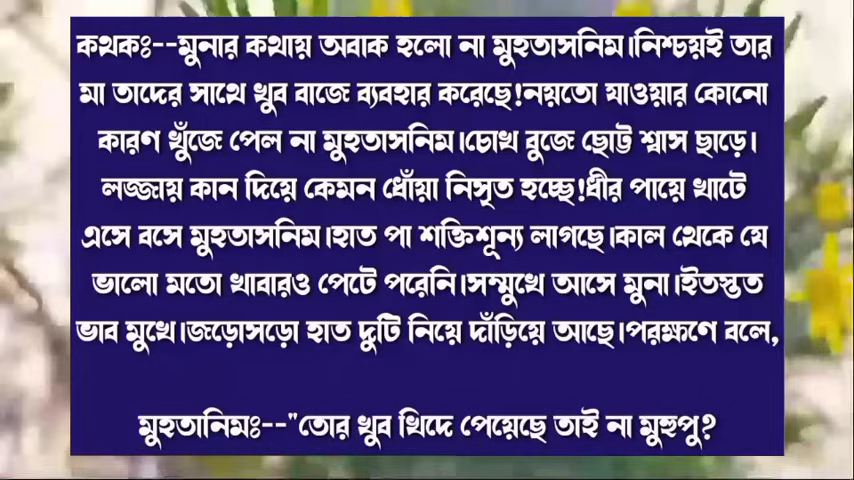 কথকঃ--মুনার কথায় অবাক হলো না মুহতাসনিম।নিশ্চয়ই তার
মা তাদের সাথে খুব বাজে ব্যবহার করেছে!নয়তো যাওয়ার কোনো
কারণ খুঁজে পেল না মুহতাসনিম।চোখ বুজে ছোট্ট শ্বাস ছাড়ে।
লজ্জায় কান দিয়ে কেমন ধোঁয়া নিসৃত হচ্ছে!ধীর পায়ে খাটে
এসে বসে মুহতাসনিম।হাত পা শক্তিশূন্য লাগছে।কাল থেকে যে
ভালো মতো খাবারও পেটে পরেনি।সম্মুখে আসে মুনা।ইতস্তত
ভাব মুখে।জড়োসড়ো হাত দুটি নিয়ে দাঁড়িয়ে আছে।পরক্ষণে বলে,
মুহতানিমঃ--"তোর খুব খিদে পেয়েছে তাই না মুহুপু?